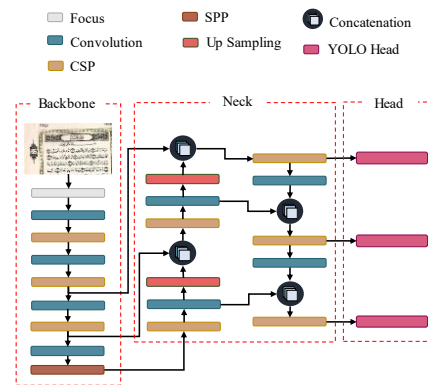 Focus
SPP
Concatenation
Convolution
Up Sampling
YOLO Head
CSP
Backbone
Neck
Head